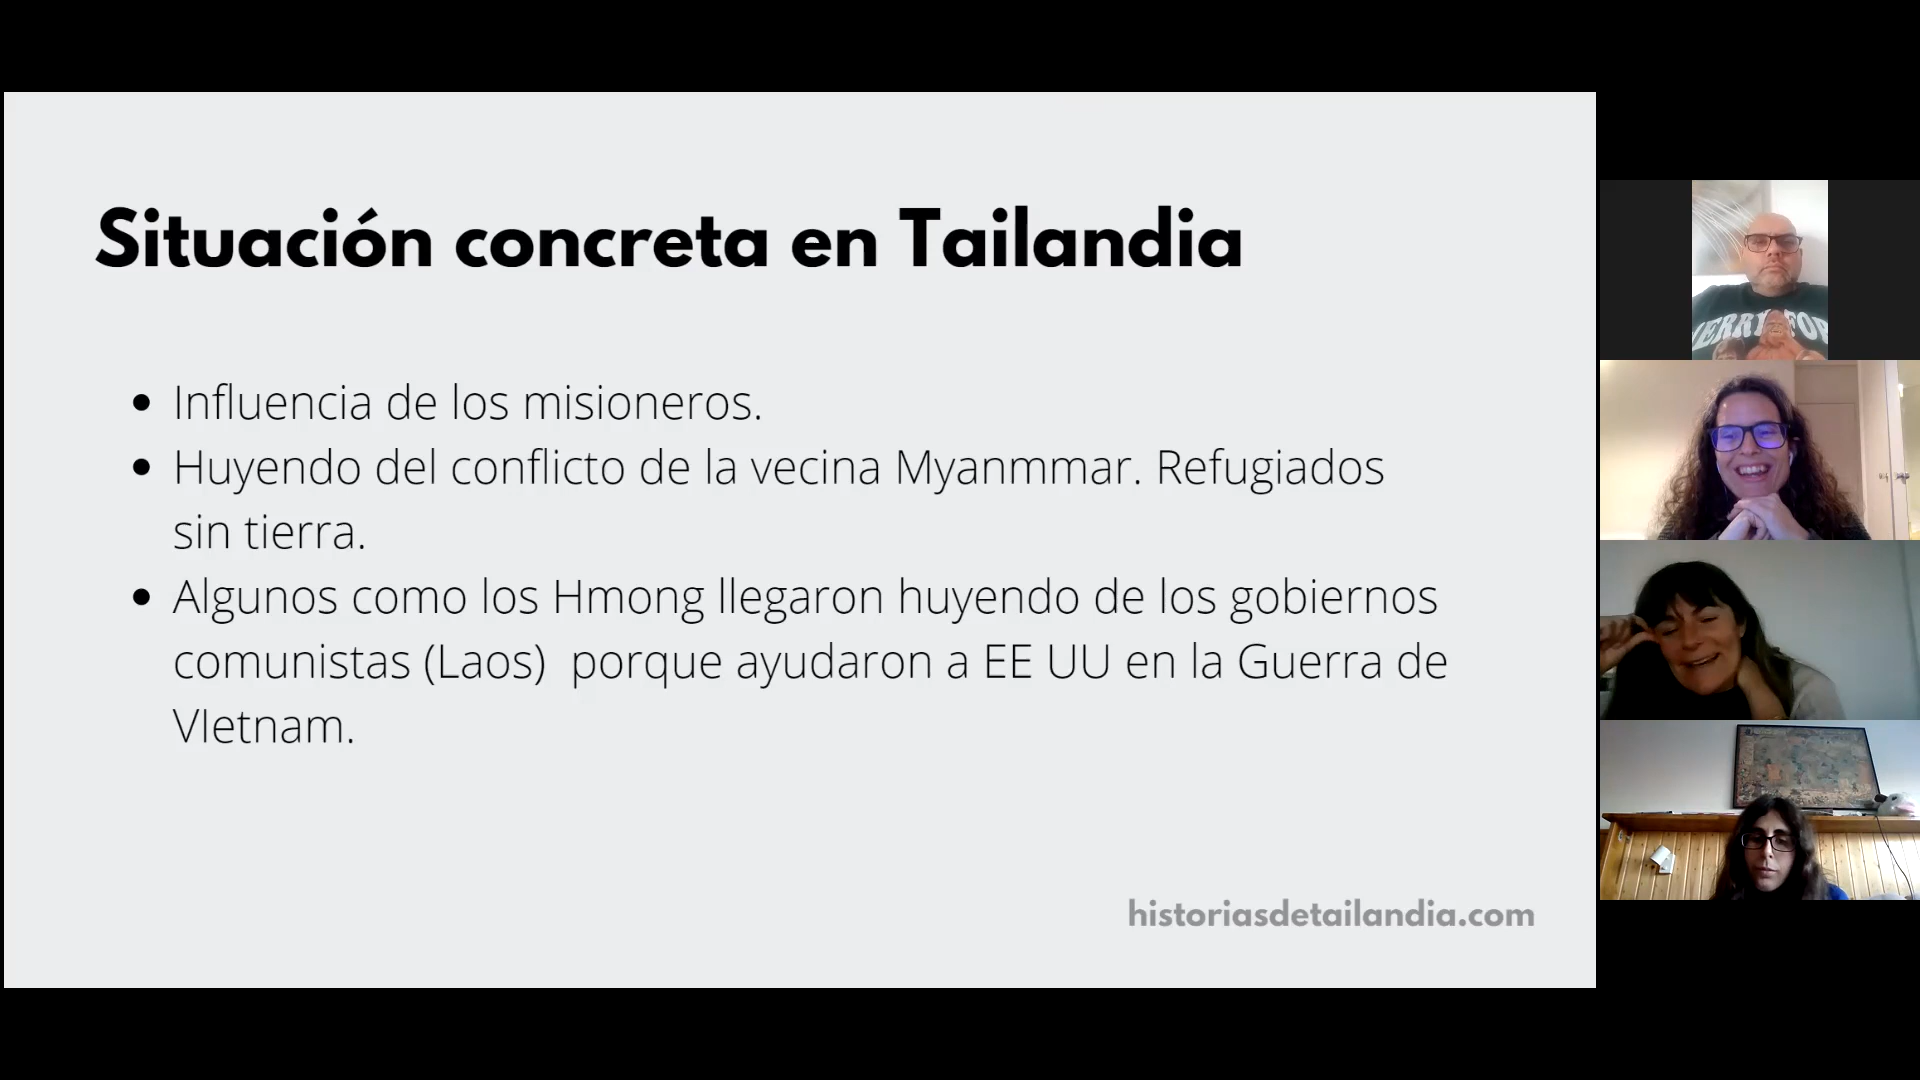 Situación concreta en Tailandia
Influencia de los misioneros.
Huyendo del conflicto de la vecina Myanmmar. Refugiados
sin tierra.
Algunos como los Hmong llegaron huyendo de los gobiernos
comunistas (Laos)  porque ayudaron a EE UU en la Guerra de
VIetnam.
historiasdetailandia.com